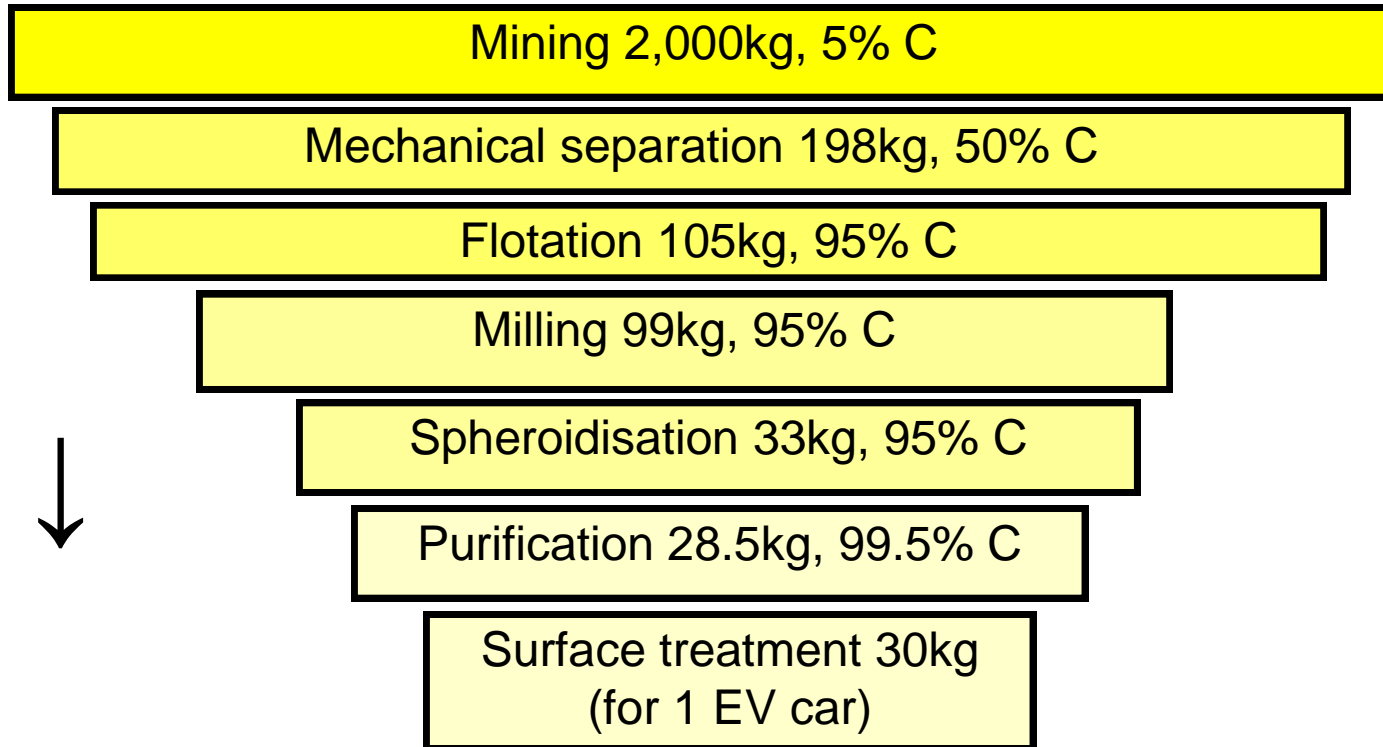 Mining 2,000kg, 5% C
Mechanical separation 198kg, 50% C
Flotation 105kg, 95% C
Milling 99kg, 95% C
Spheroidisation 33kg, 95% C
Purification 28.5kg, 99.5% C
Surface treatment 30kg
(for 1 EV car)